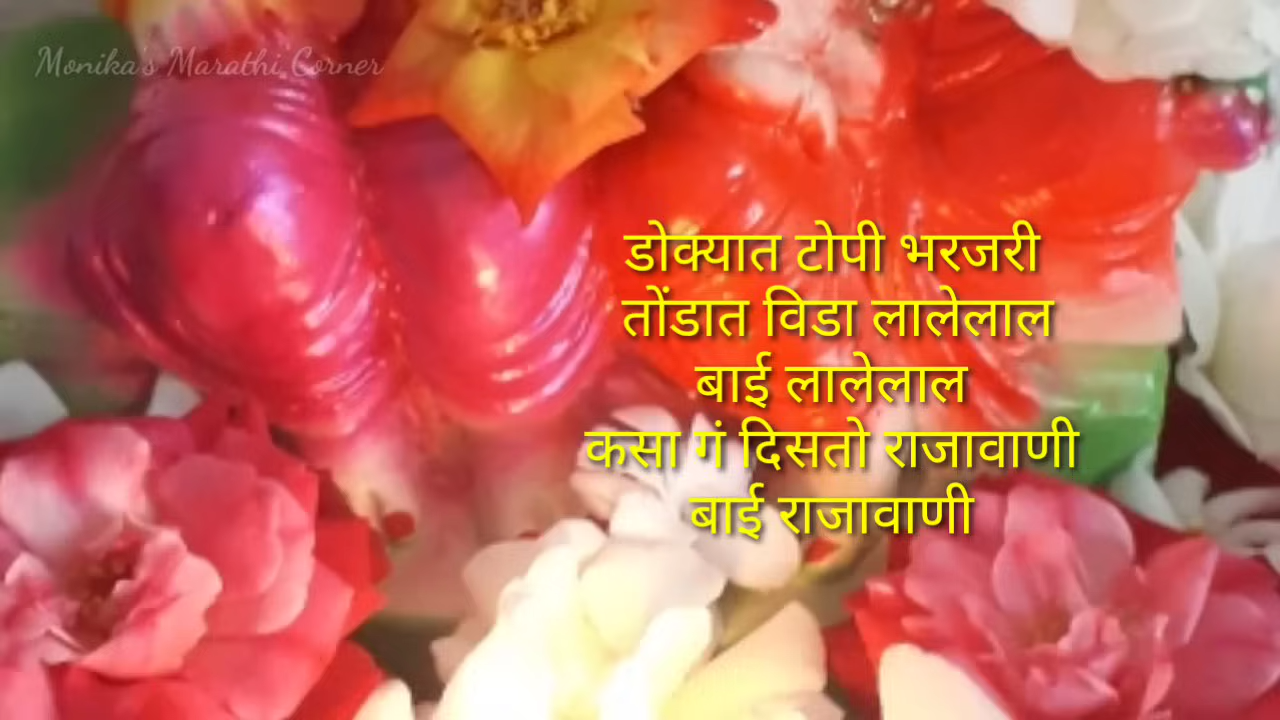 Monika's Marathi Corner
डोक्यात टोपी भरजरी
तोंडात विडा लालेलाल
बाई लालेलाल
कसा गं दिसतो राजावाणी
बाई राजावाणी